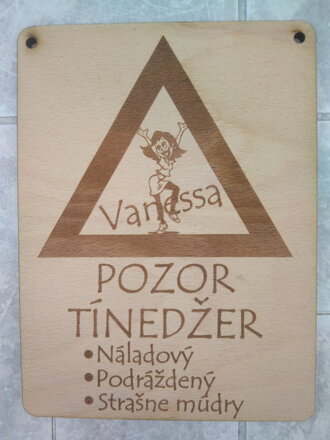 Vanessa
POZOR
TÍNEDŽER
• Náladový
• Podráždený
• Strašne múdry